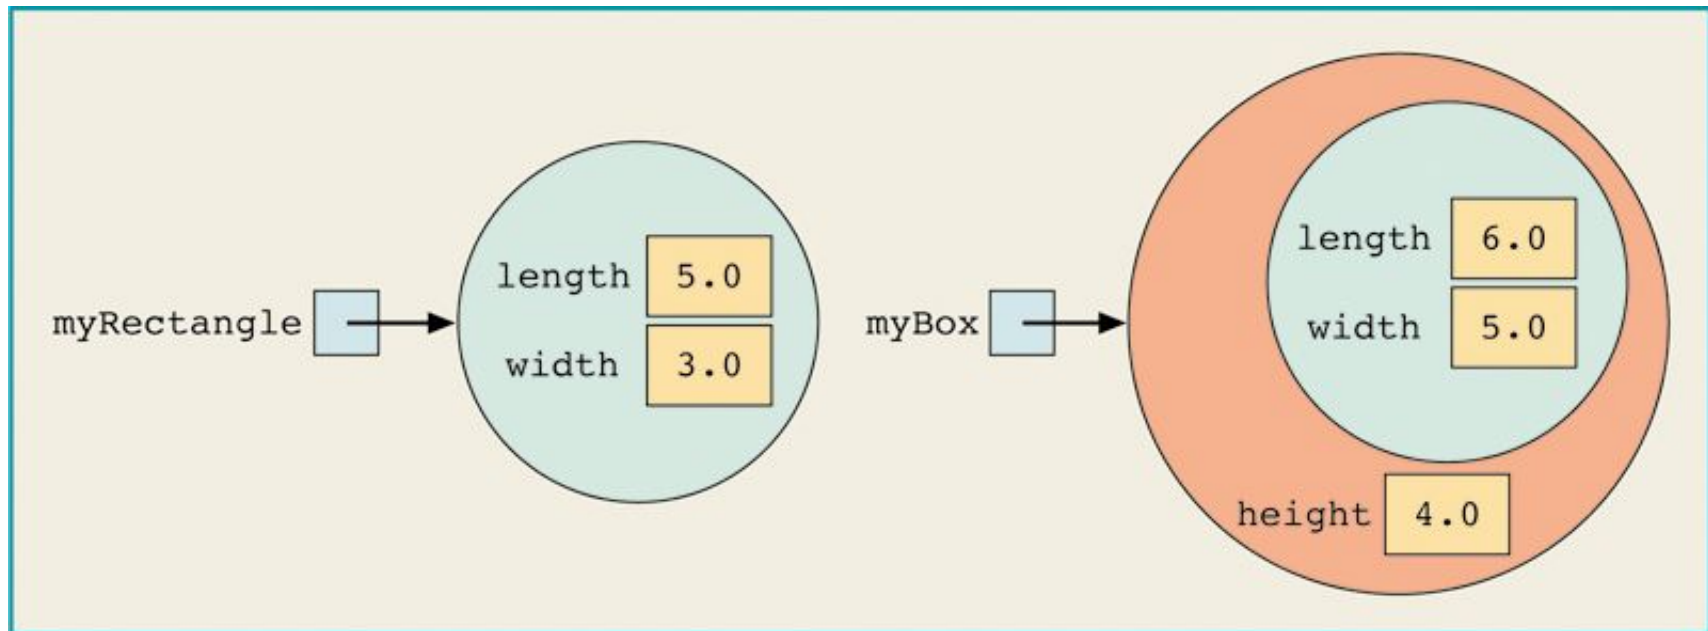 myRectangle
length 5.0
width 3.0
myBox
length 6.0
width 5.0
height 4.0